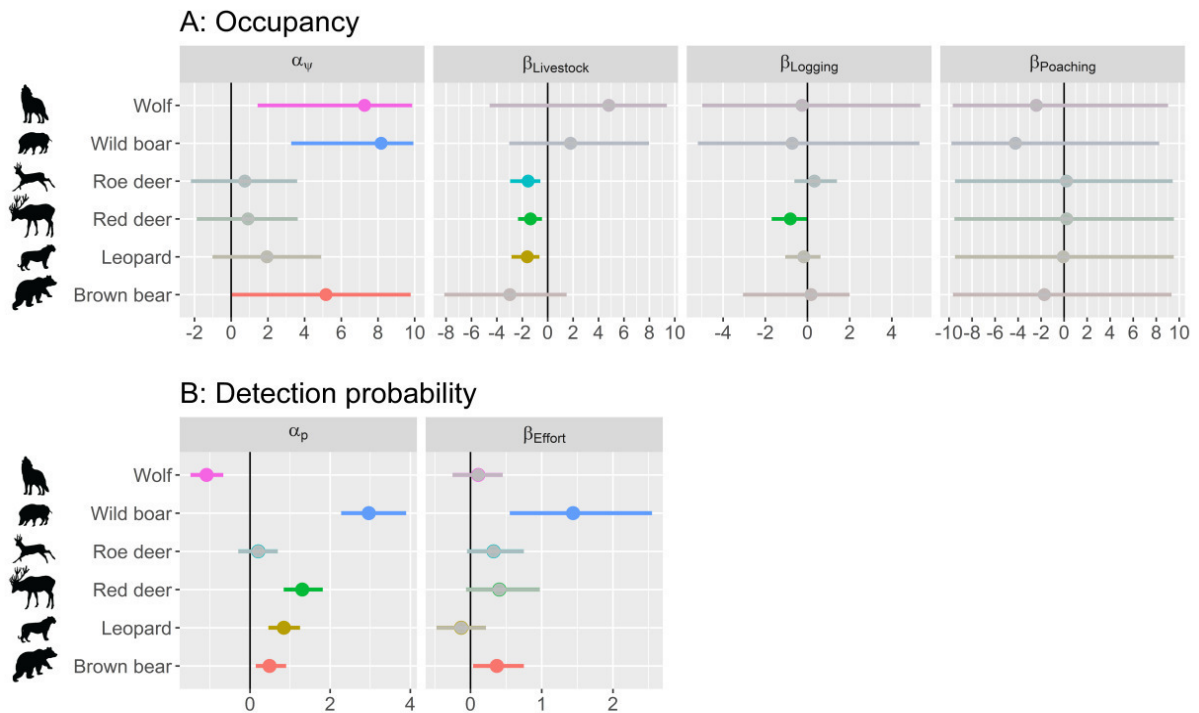 A: Occupancy
αψ βLivestock βLogging βPoaching
Wolf
Wild boar
Roe deer
Red deer
Leopard
Brown bear
-2 0 2 4 6 8 10 -8 -6 -4 -2 0 2 4 6 8 10 -4 -2 0 2 4 -10 -8 -6 -4 -2 0 2 4 6 8 10
B: Detection probability
αp βEffort
Wolf
Wild boar
Roe deer
Red deer
Leopard
Brown bear
0 2 4 0 1 2